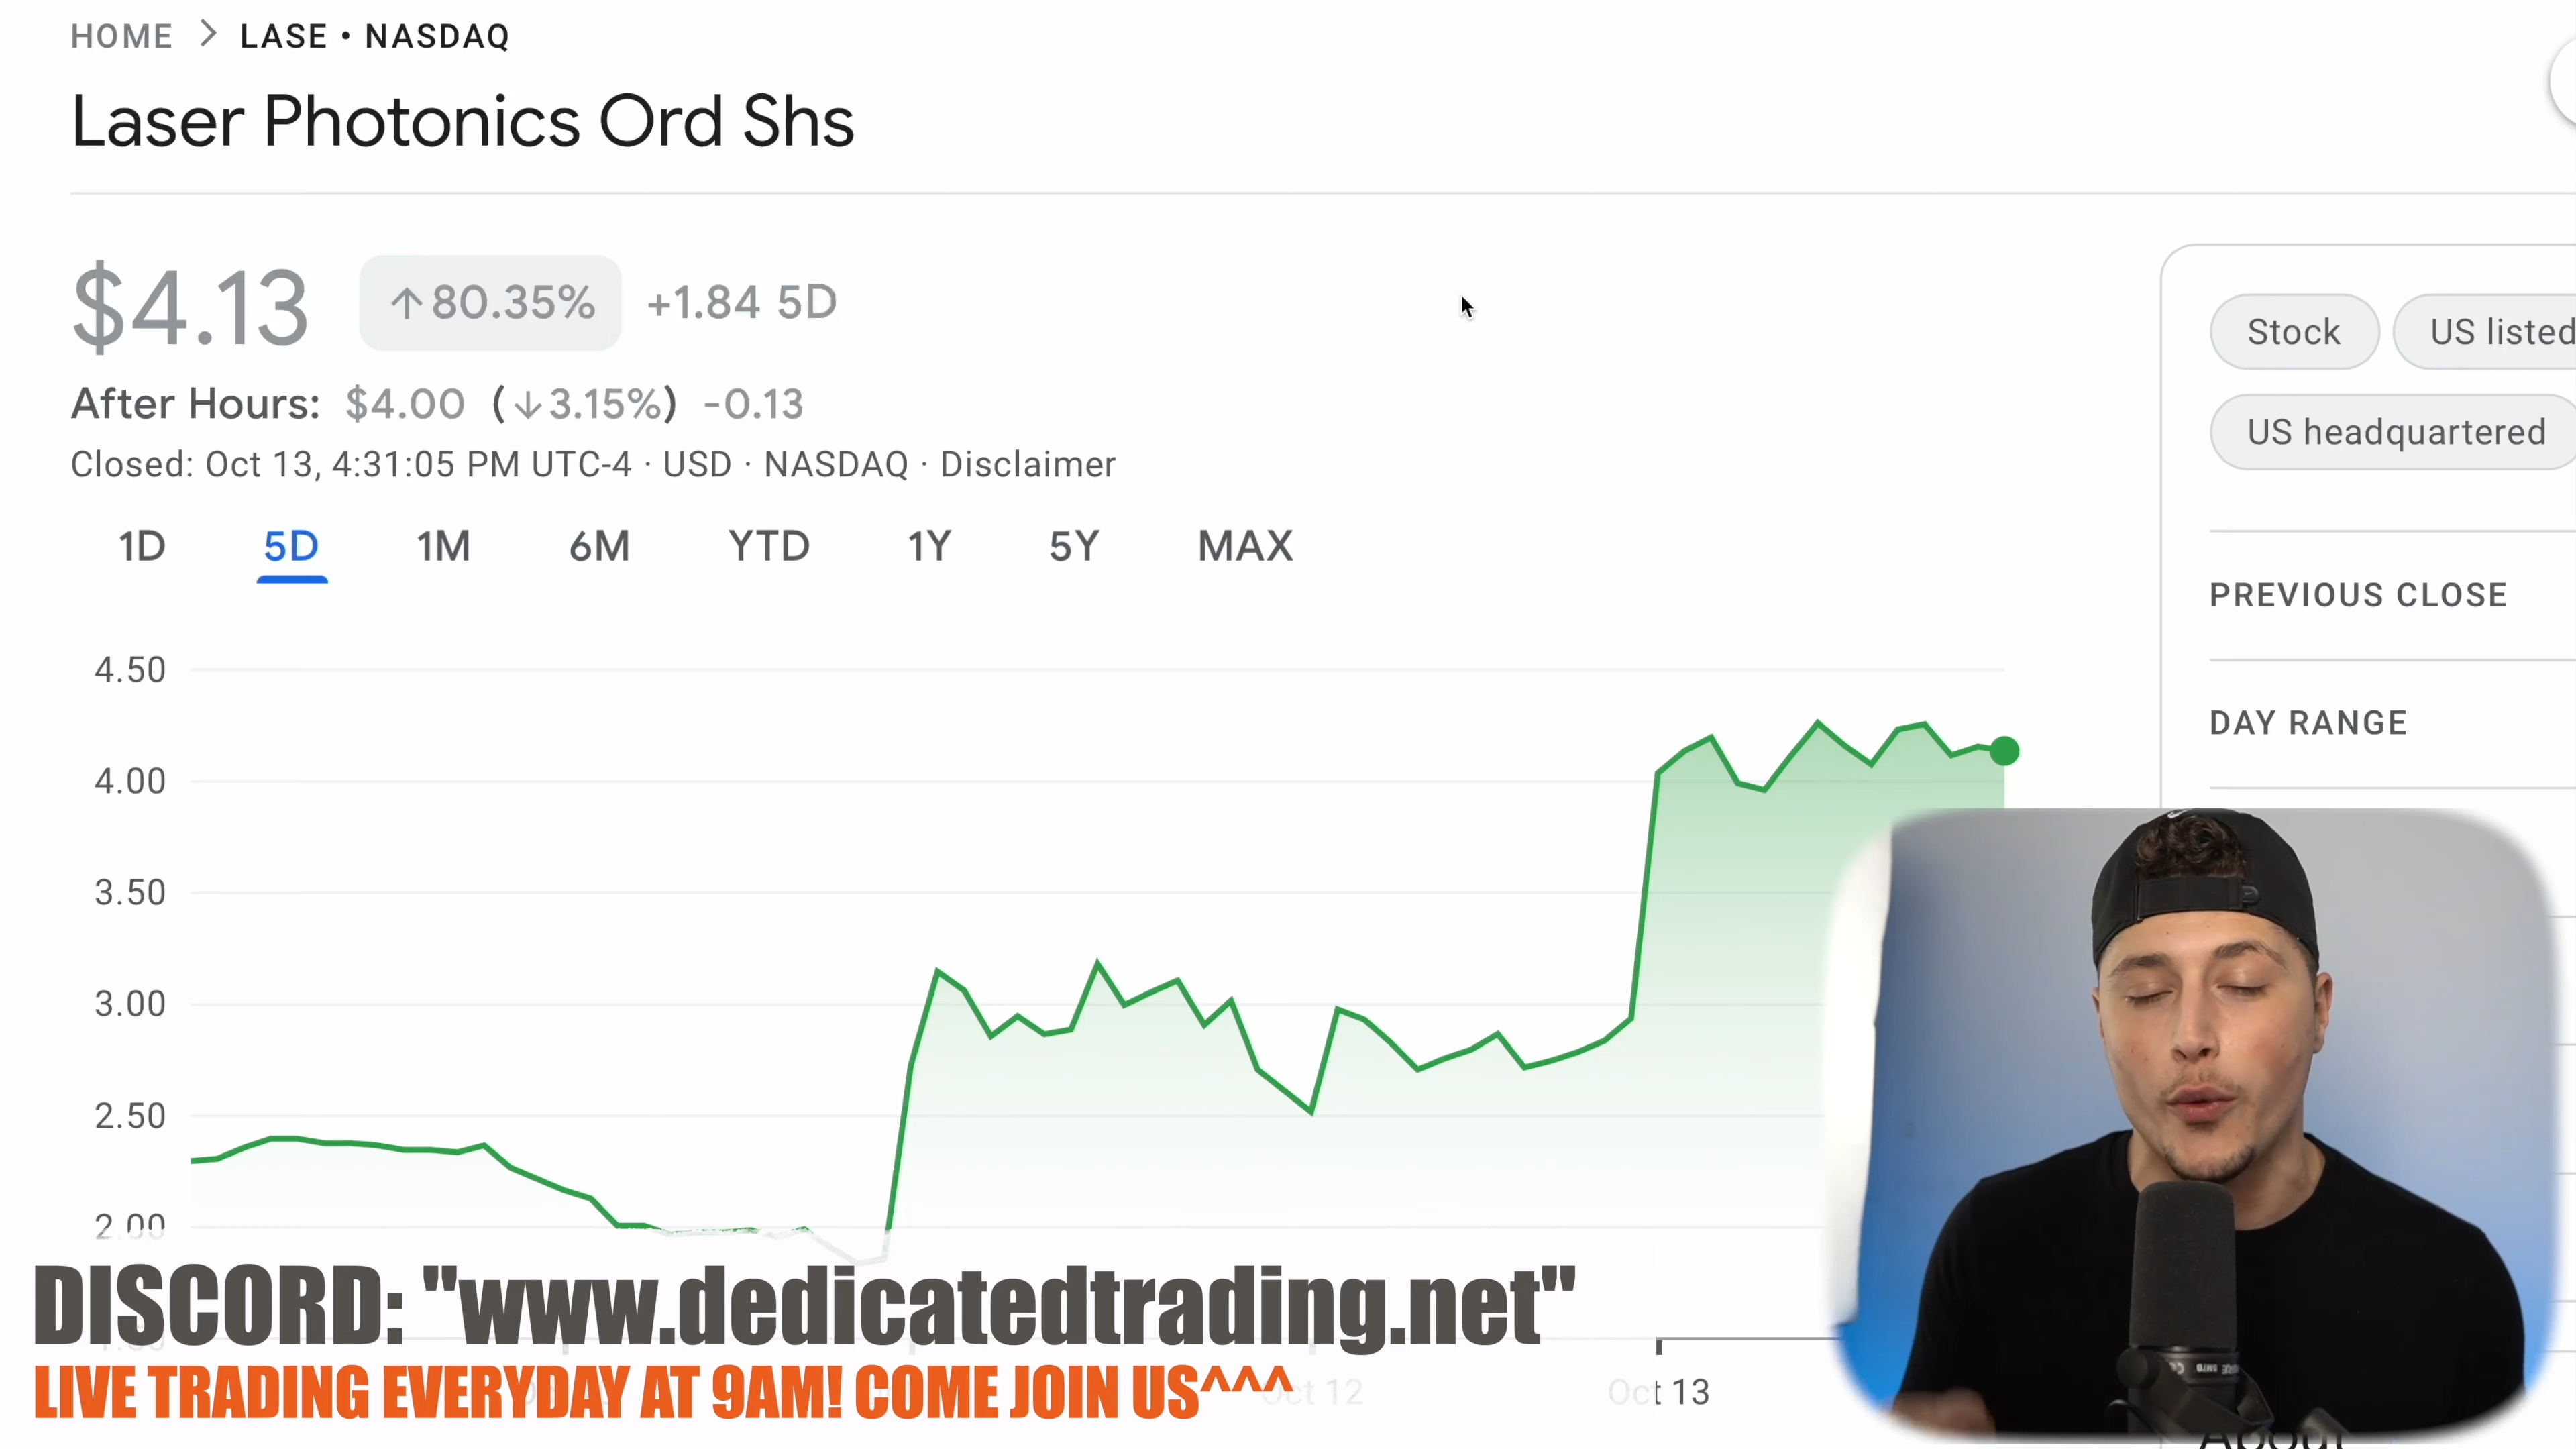 HOME > LASE • NASDAQ
Laser Photonics Ord Shs
$4.13 ↑80.35% +1.84 5D
After Hours: $4.00 (↓3.15%) -0.13
Closed: Oct 13, 4:31:05 PM UTC-4 · USD · NASDAQ · Disclaimer
1D 5D 1M 6M YTD 1Y 5Y MAX
4.50
4.00
3.50
3.00
2.50
2.00
Oct 12 Oct 13
Stock US listed
US headquartered
PREVIOUS CLOSE
DAY RANGE
DISCORD: "www.dedicatedtrading.net"
LIVE TRADING EVERYDAY AT 9AM! COME JOIN US^^^
About